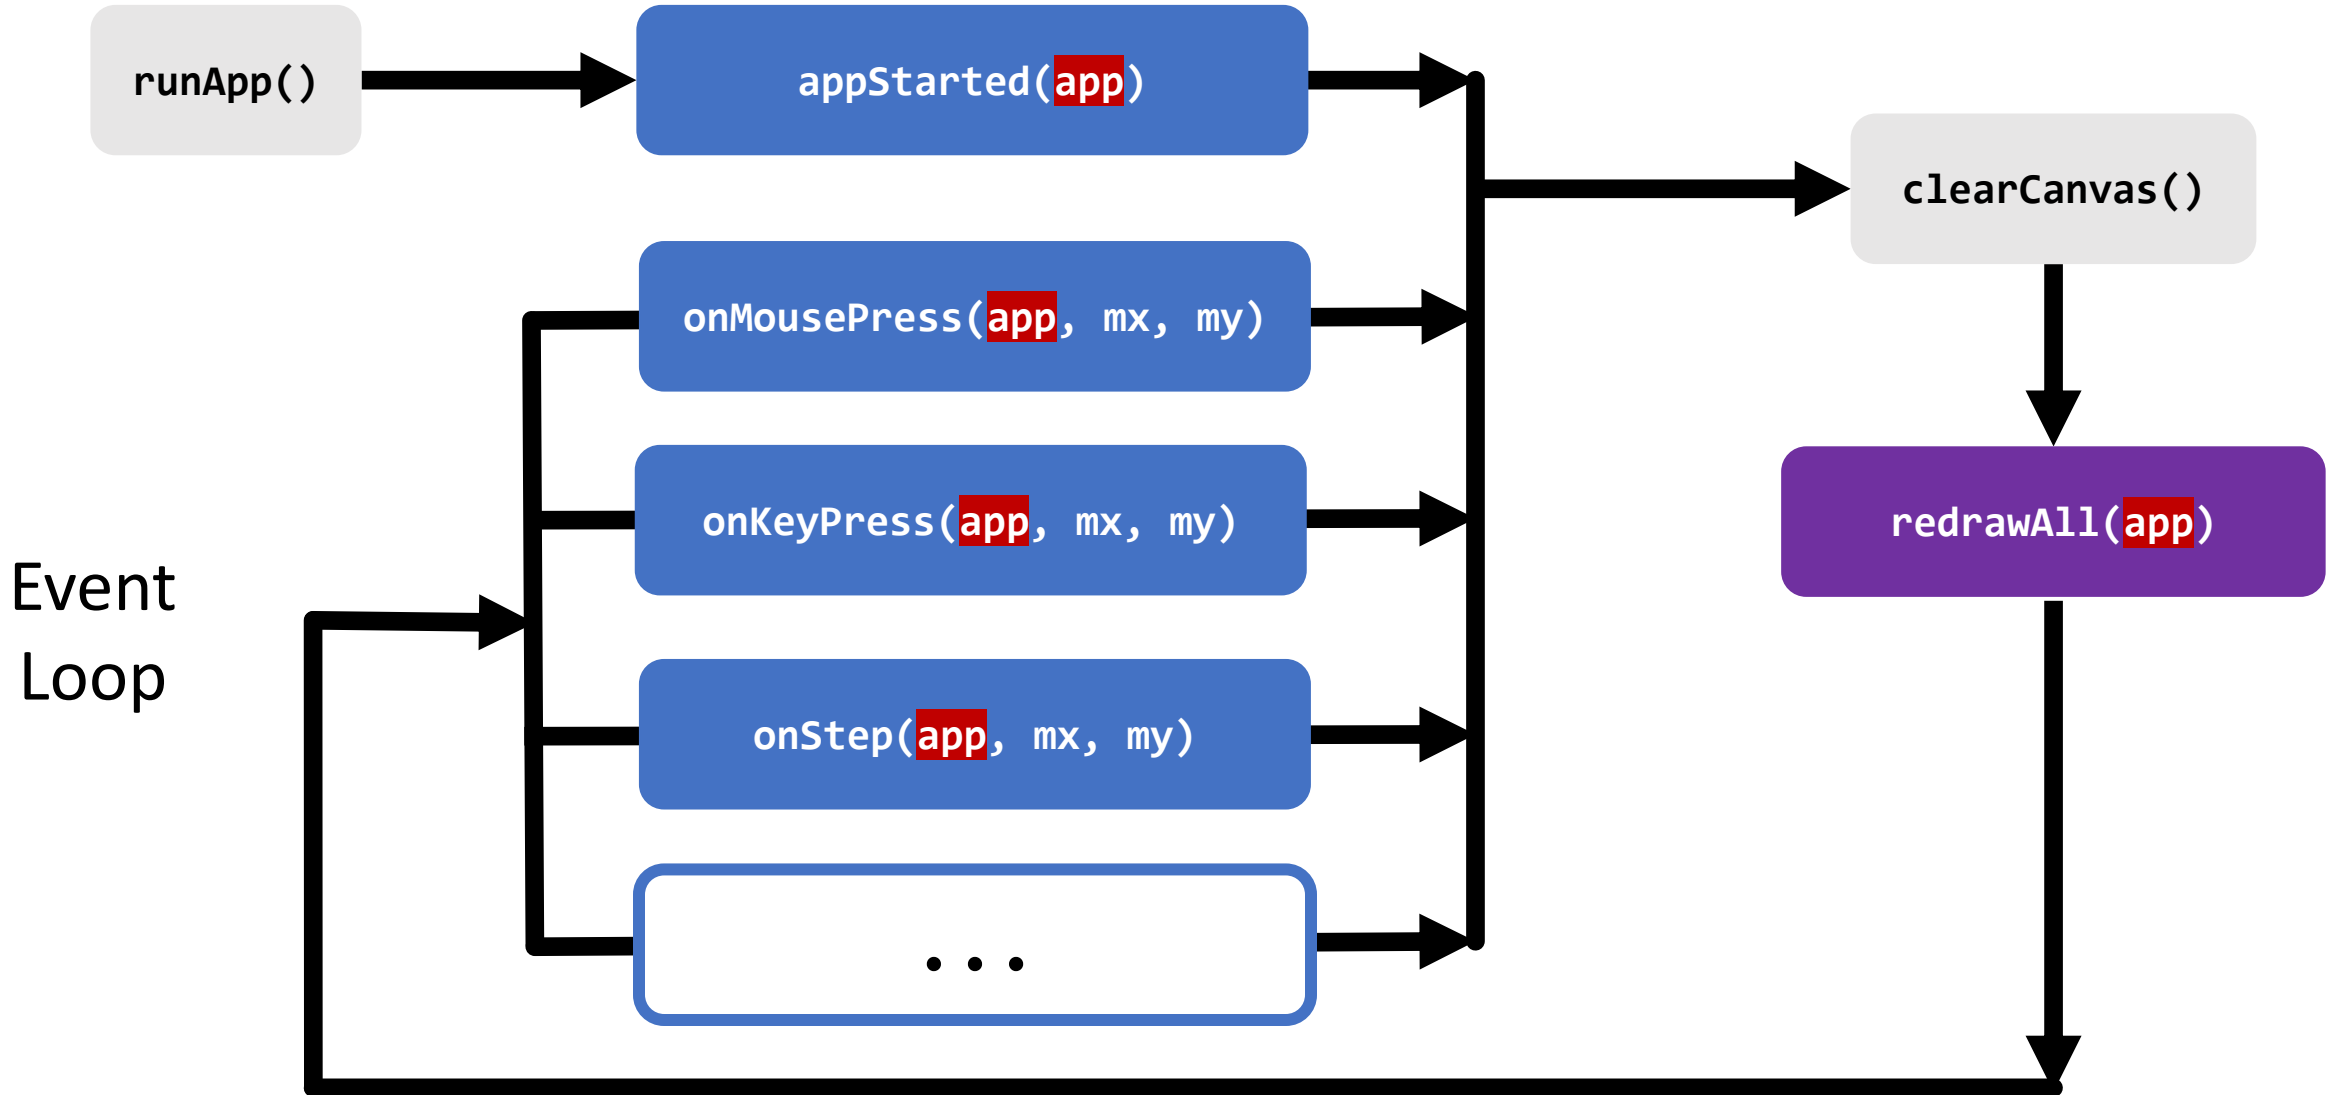 runApp()
appStarted(app)
clearCanvas()
onMousePress(app, mx, my)
onKeyPress(app, mx, my)
redrawAll(app)
Event
Loop
onStep(app, mx, my)
...